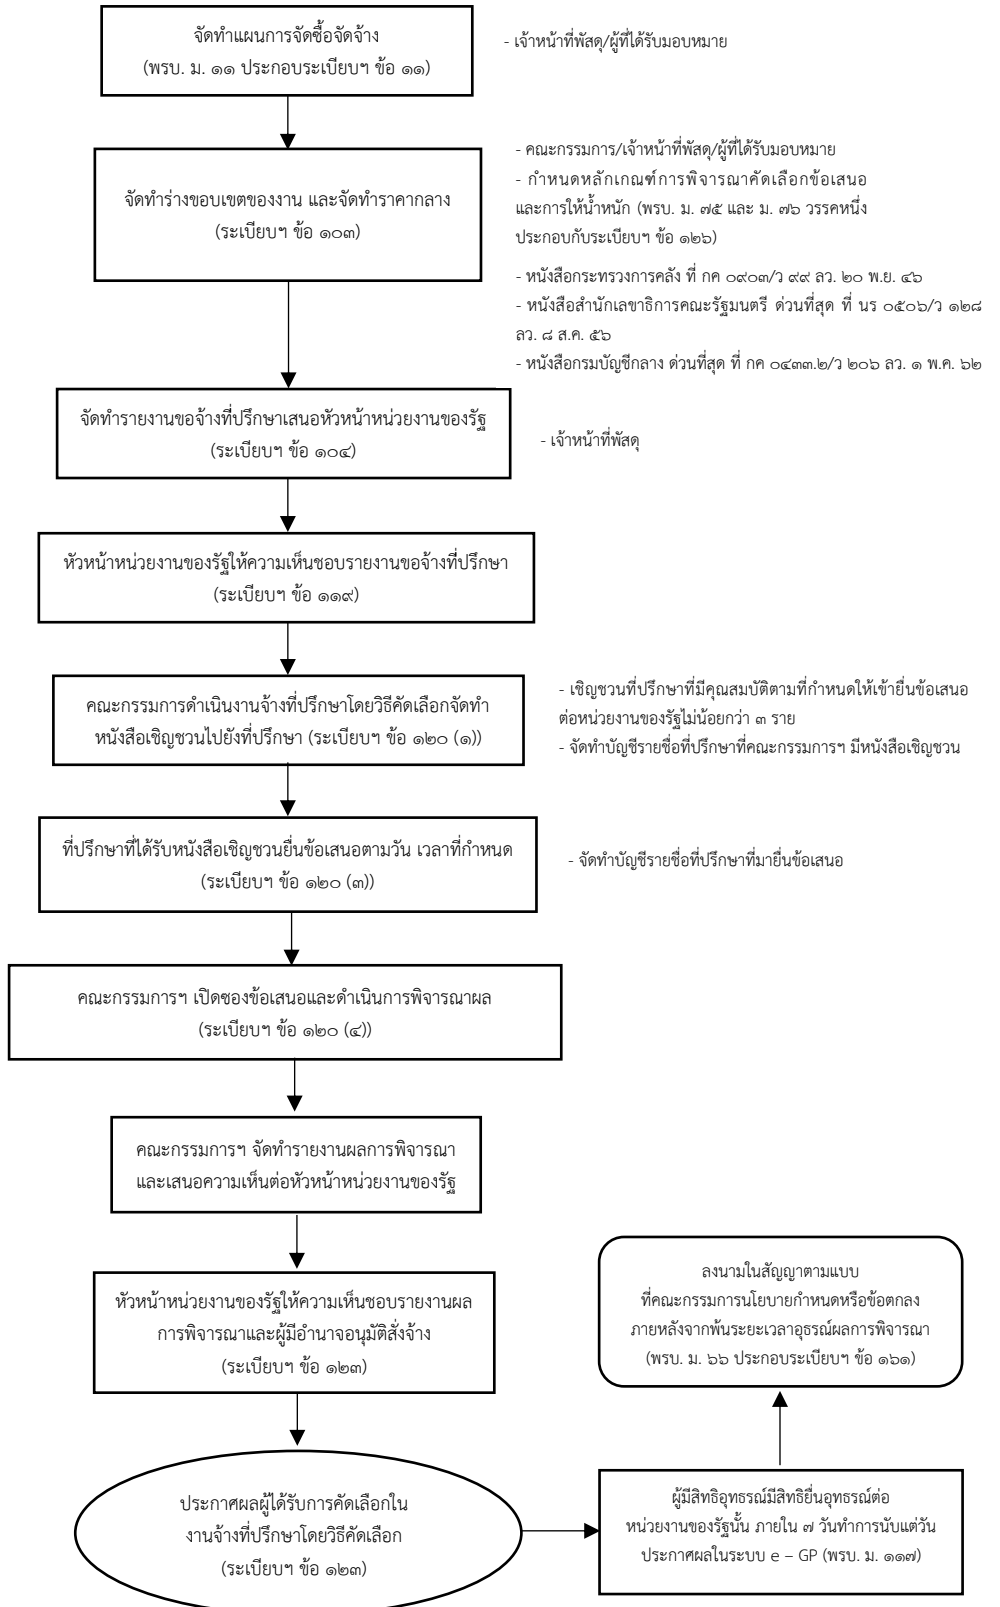 จัดทำแผนการจัดซื้อจัดจ้าง
(พรบ. ม. ๑๑ ประกอบระเบียบฯ ข้อ ๑๑)
- เจ้าหน้าที่พัสดุ/ผู้ที่ได้รับมอบหมาย
จัดทำร่างขอบเขตของงาน และจัดทำราคากลาง
(ระเบียบฯ ข้อ ๑๐๓)
- คณะกรรมการ/เจ้าหน้าที่พัสดุ/ผู้ที่ได้รับมอบหมาย
- กำหนดหลักเกณฑ์การพิจารณาคัดเลือกข้อเสนอ
และการให้น้ำหนัก (พรบ. ม. ๗๕ และ ม. ๗๖ วรรคหนึ่ง
ประกอบกับระเบียบฯ ข้อ ๑๒๖)
- หนังสือกระทรวงการคลัง ที่ กค ๐๙๐๓/ว ๙๙ ลว. ๒๐ พ.ย. ๔๖
- หนังสือสำนักเลขาธิการคณะรัฐมนตรี ด่วนที่สุด ที่ นร ๐๕๐๖/ว ๑๒๘
ลว. ๘ ส.ค. ๕๖
- หนังสือกรมบัญชีกลาง ด่วนที่สุด ที่ กค ๐๔๓๓.๒/ว ๒๐๖ ลว. ๑ พ.ค. ๖๒
จัดทำรายงานขอจ้างที่ปรึกษาเสนอหัวหน้าหน่วยงานของรัฐ
(ระเบียบฯ ข้อ ๑๐๔)
- เจ้าหน้าที่พัสดุ
หัวหน้าหน่วยงานของรัฐให้ความเห็นชอบรายงานขอจ้างที่ปรึกษา
(ระเบียบฯ ข้อ ๑๑๙)
คณะกรรมการดำเนินงานจ้างที่ปรึกษาโดยวิธีคัดเลือกจัดทำ
หนังสือเชิญชวนไปยังที่ปรึกษา (ระเบียบฯ ข้อ ๑๒๐ (๑))
- เชิญชวนที่ปรึกษาที่มีคุณสมบัติตามที่กำหนดให้เข้ายื่นข้อเสนอ
ต่อหน่วยงานของรัฐไม่น้อยกว่า ๓ ราย
- จัดทำบัญชีรายชื่อที่ปรึกษาที่คณะกรรมการฯ มีหนังสือเชิญชวน
ที่ปรึกษาที่ได้รับหนังสือเชิญชวนยื่นข้อเสนอตามวัน เวลาที่กำหนด
(ระเบียบฯ ข้อ ๑๒๐ (๓))
- จัดทำบัญชีรายชื่อที่ปรึกษาที่มายื่นข้อเสนอ
คณะกรรมการฯ เปิดซองข้อเสนอและดำเนินการพิจารณาผล
(ระเบียบฯ ข้อ ๑๒๐ (๔))
คณะกรรมการฯ จัดทำรายงานผลการพิจารณา
และเสนอความเห็นต่อหัวหน้าหน่วยงานของรัฐ
หัวหน้าหน่วยงานของรัฐให้ความเห็นชอบรายงานผล
การพิจารณาและผู้มีอำนาจอนุมัติสั่งจ้าง
(ระเบียบฯ ข้อ ๑๒๓)
ประกาศผลผู้ได้รับการคัดเลือกใน
งานจ้างที่ปรึกษาโดยวิธีคัดเลือก
(ระเบียบฯ ข้อ ๑๒๓)
ผู้มีสิทธิอุทธรณ์มีสิทธิยื่นอุทธรณ์ต่อ
หน่วยงานของรัฐนั้น ภายใน ๗ วันทำการนับแต่วัน
ประกาศผลในระบบ e – GP (พรบ. ม. ๑๑๗)
ลงนามในสัญญาตามแบบ
ที่คณะกรรมการนโยบายกำหนดหรือข้อตกลง
ภายหลังจากพ้นระยะเวลาอุธรณ์ผลการพิจารณา
(พรบ. ม. ๖๖ ประกอบระเบียบฯ ข้อ ๑๖๑)